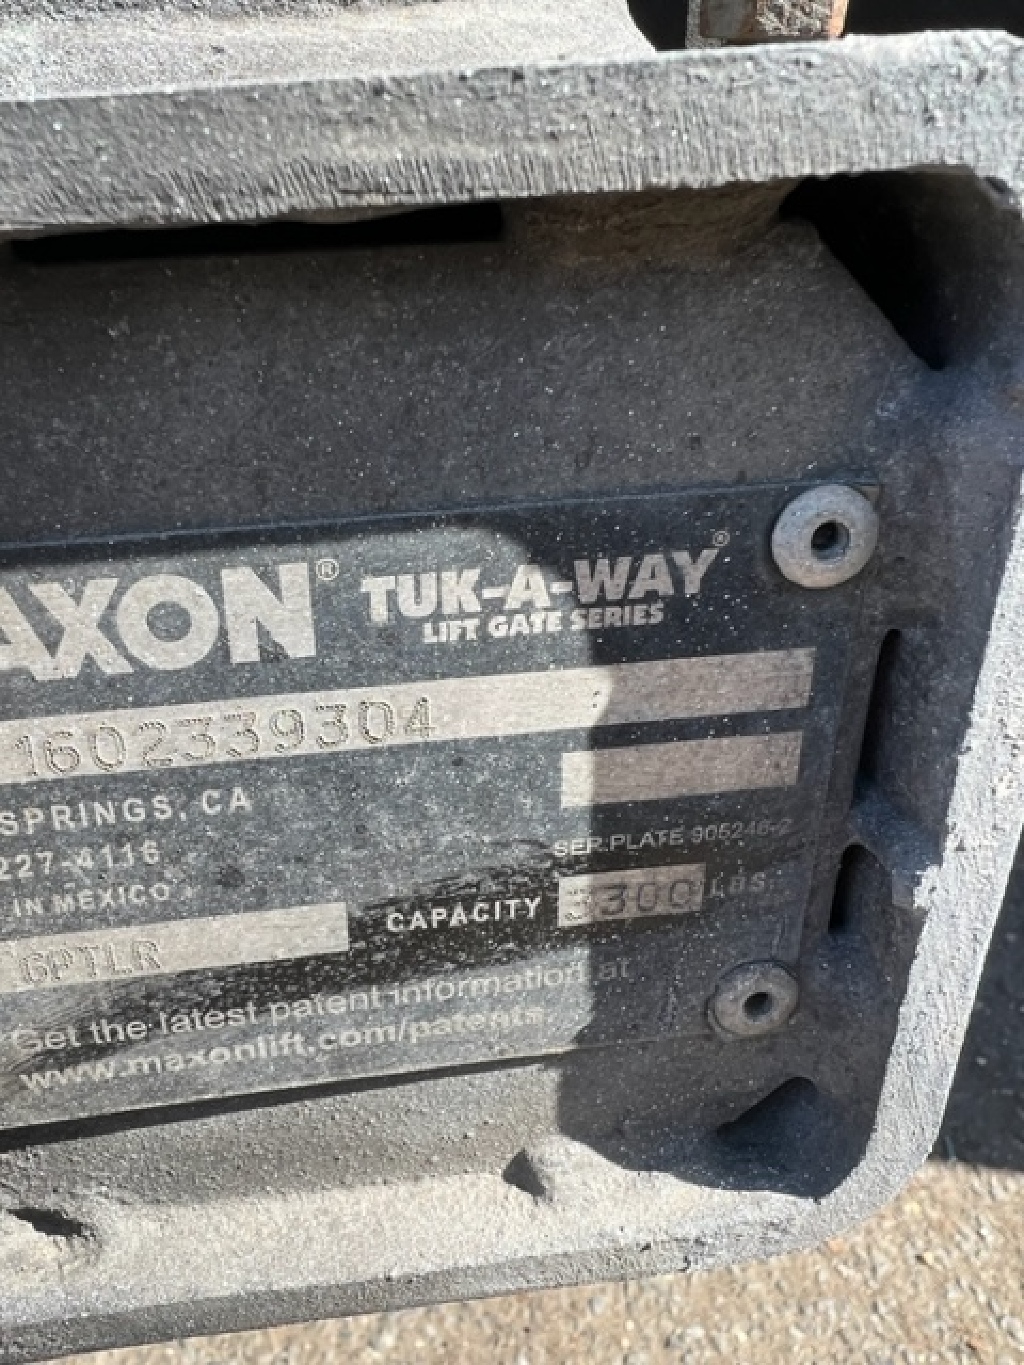 AXON® TUK-A-WAY®
LIFT GATE SERIES
1602339304
SPRINGS, CA
227-4116
IN MEXICO
SER.PLATE 905246-2
CAPACITY 3300 LBS.
6PTLR
Get the latest patent information at
www.maxonlift.com/patents.